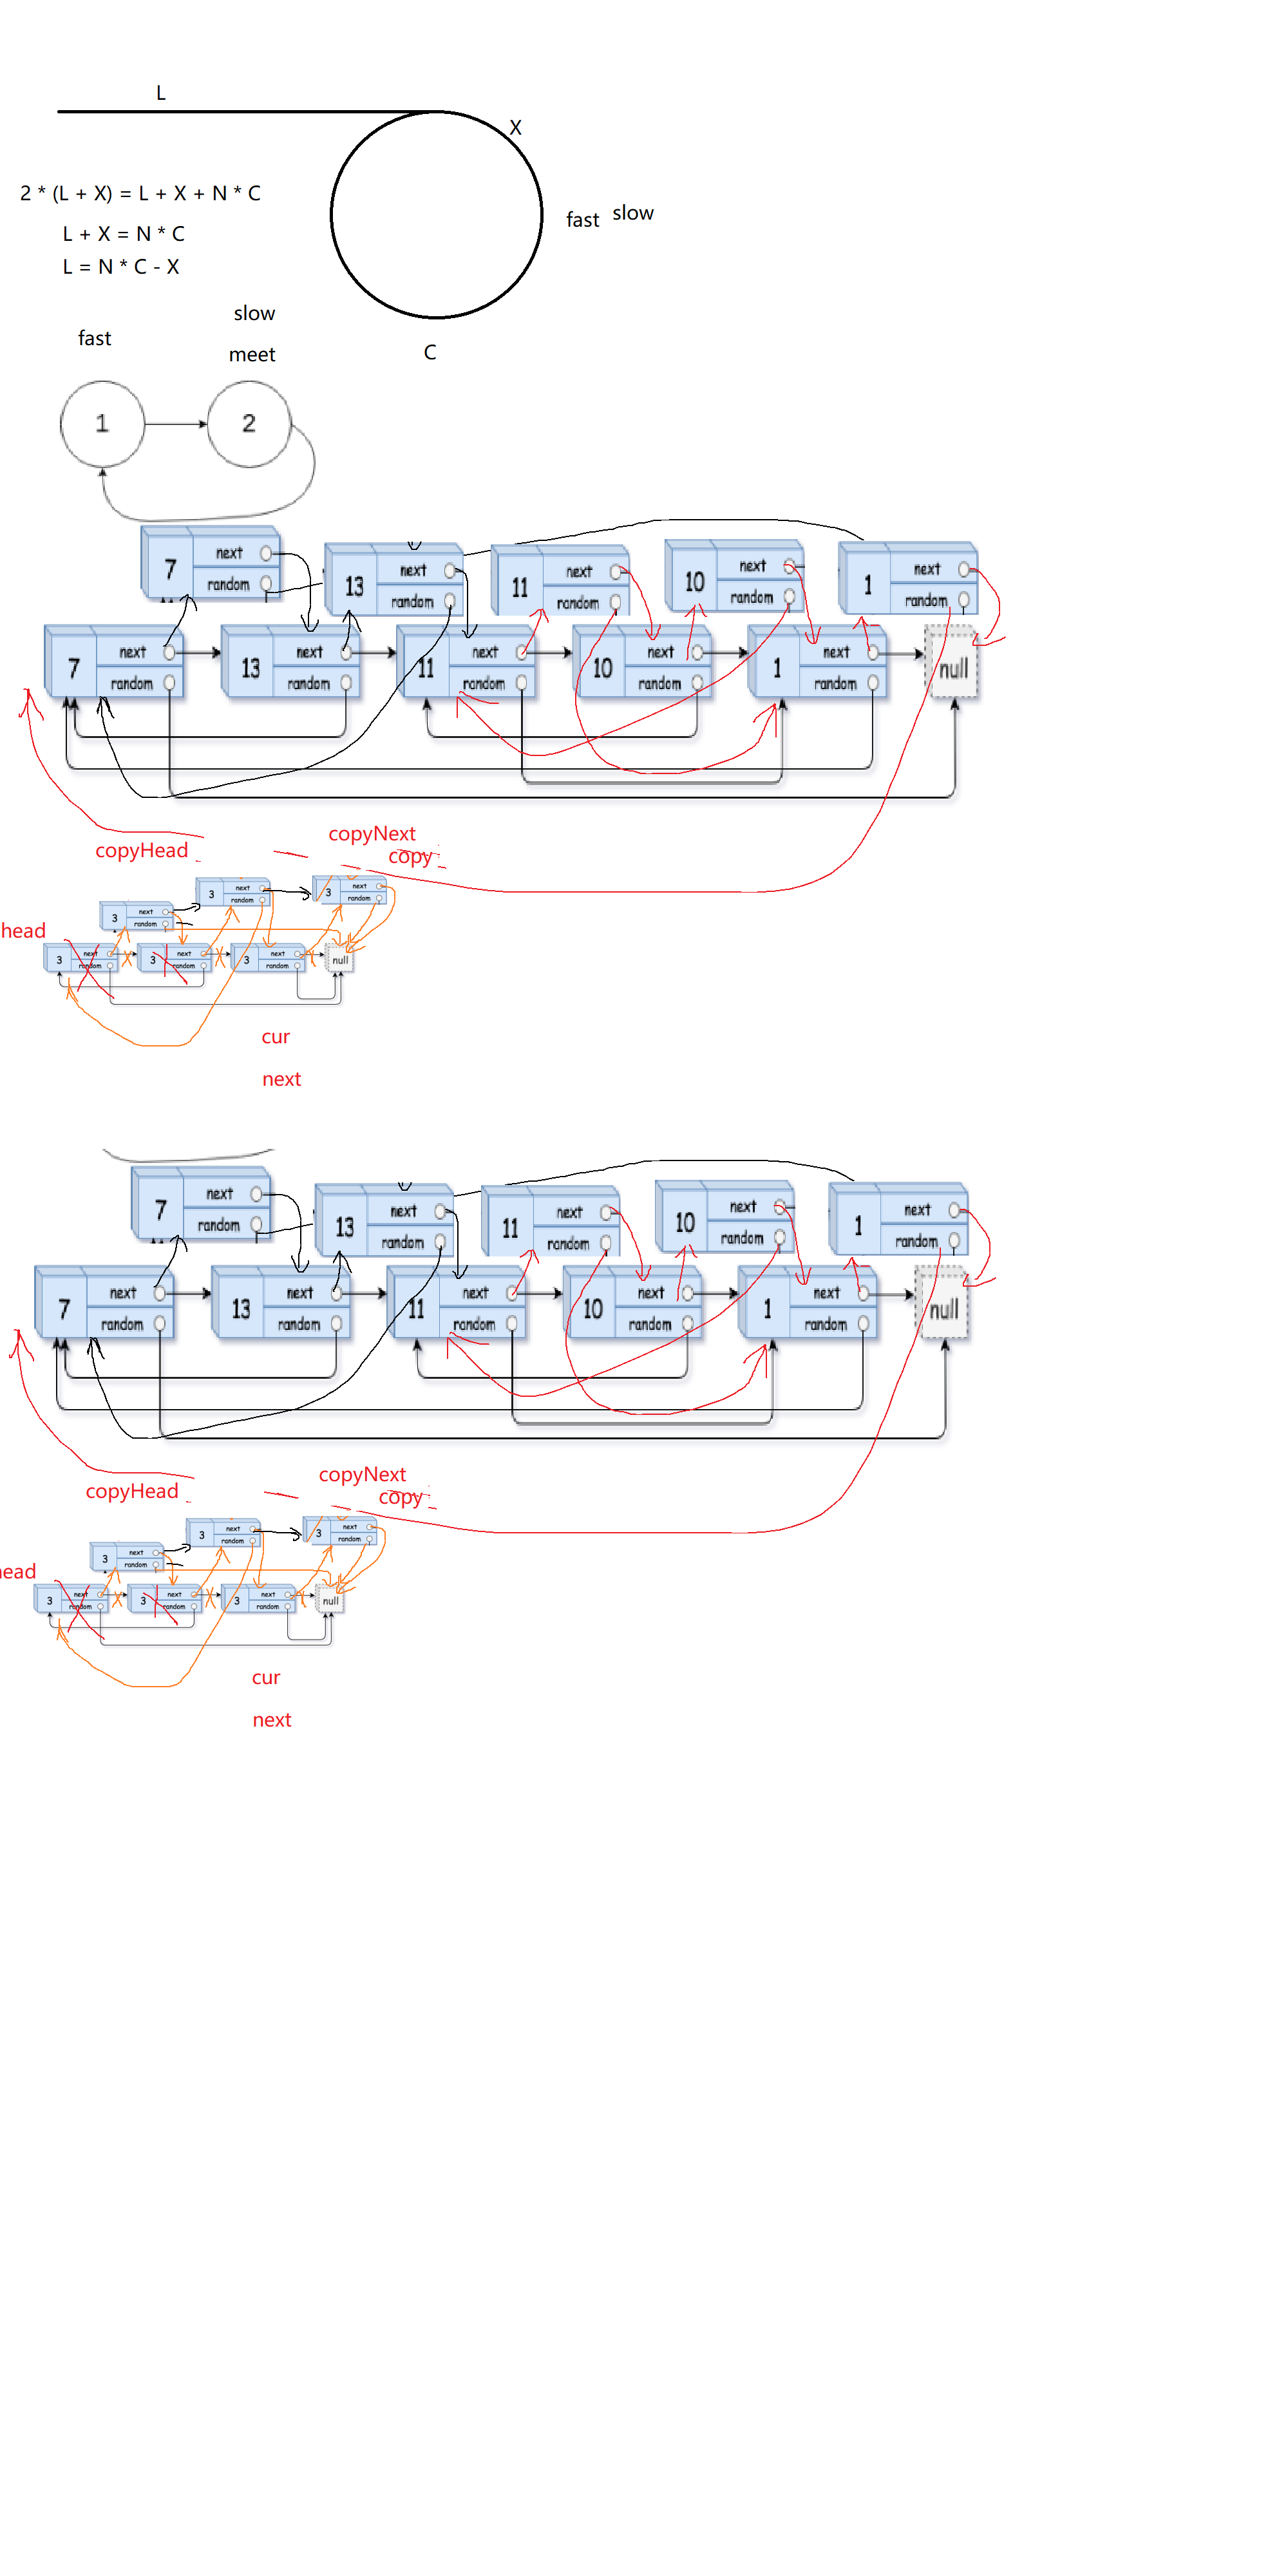 L
X
2 * (L + X) = L + X + N * C
fast slow
L + X = N * C
L = N * C - X
slow
fast
meet
C
1 2
7 next random
13 next random
11 next random
10 next random
1 next random
7 next random
13 next random
11 next random
10 next random
1 next random
null
copyNext
copyHead
copy
3 next random
3 next random
3 next random
head
3 next random
3 next random
3 next random
null
cur
next
7 next random
13 next random
11 next random
10 next random
1 next random
7 next random
13 next random
11 next random
10 next random
1 next random
null
copyNext
copyHead
copy
3 next random
3 next random
3 next random
ead
3 next random
3 next random
3 next random
null
cur
next